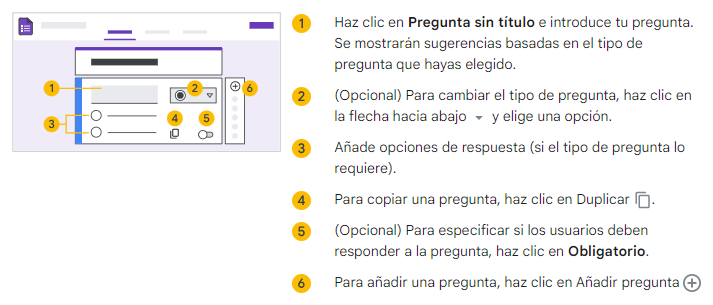 1 Haz clic en Pregunta sin título e introduce tu pregunta.
Se mostrarán sugerencias basadas en el tipo de
pregunta que hayas elegido.
2 (Opcional) Para cambiar el tipo de pregunta, haz clic en
la flecha hacia abajo y elige una opción.
3 Añade opciones de respuesta (si el tipo de pregunta lo
requiere).
4 Para copiar una pregunta, haz clic en Duplicar .
5 (Opcional) Para especificar si los usuarios deben
responder a la pregunta, haz clic en Obligatorio.
6 Para añadir una pregunta, haz clic en Añadir pregunta
1
2
6
3
4
5